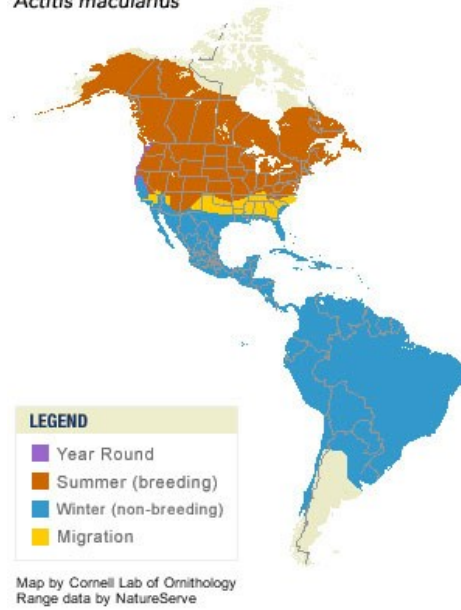 Actitis macularius
LEGEND
Year Round
Summer (breeding)
Winter (non-breeding)
Migration
Map by Cornell Lab of Ornithology
Range data by NatureServe